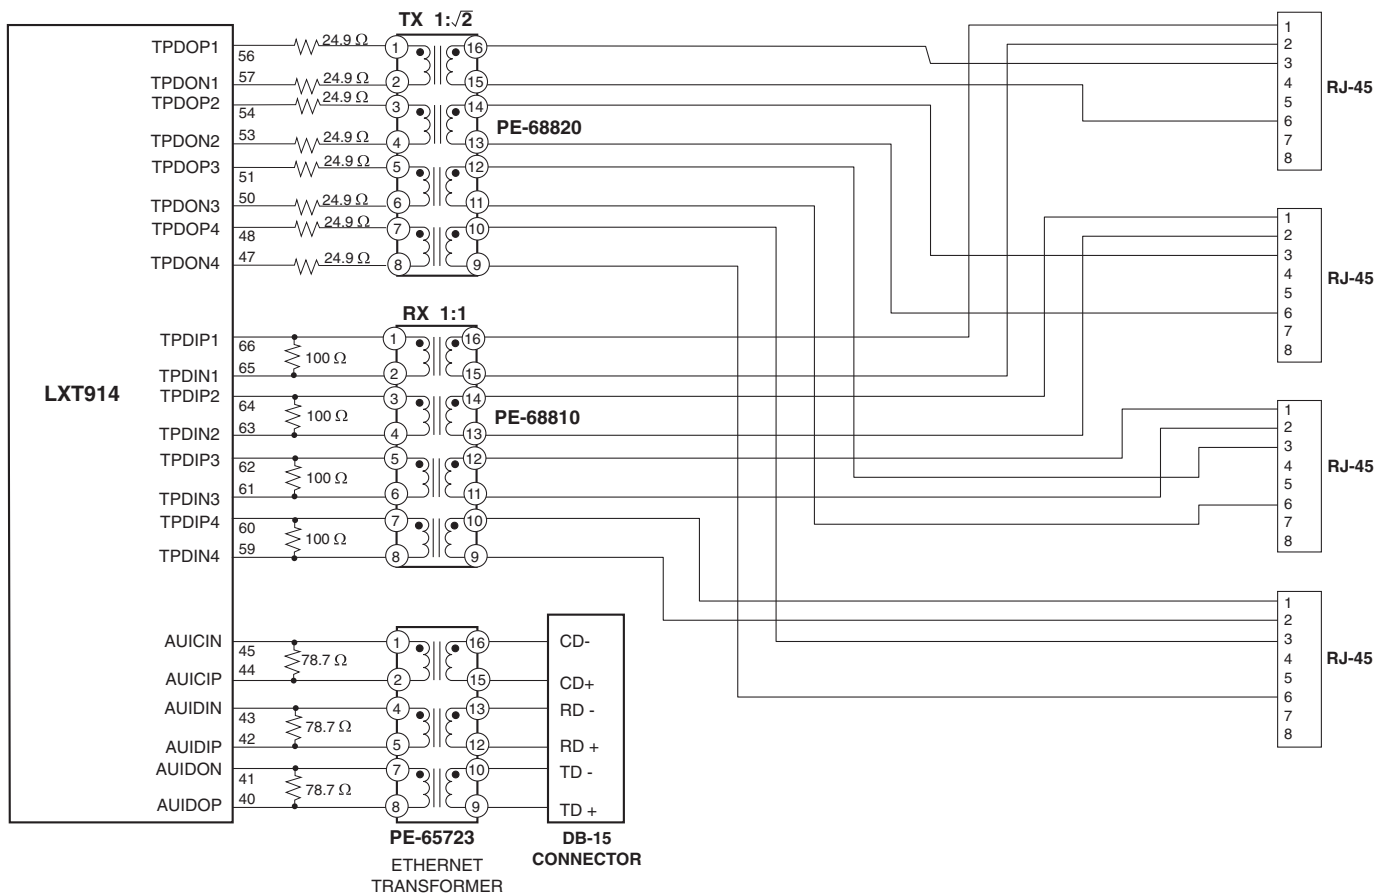 LXT914
TX 1:√2
TPDOP1 56 24.9 Ω 1 16
TPDON1 57 24.9 Ω 2 15
TPDOP2 54 24.9 Ω 3 14
PE-68820
TPDON2 53 24.9 Ω 4 13
TPDOP3 51 24.9 Ω 5 12
TPDON3 50 24.9 Ω 6 11
TPDOP4 48 24.9 Ω 7 10
TPDON4 47 24.9 Ω 8 9
RX 1:1
TPDIP1 66 1 16
100 Ω
TPDIN1 65 2 15
TPDIP2 64 3 14
100 Ω
PE-68810
TPDIN2 63 4 13
TPDIP3 62 5 12
100 Ω
TPDIN3 61 6 11
TPDIP4 60 7 10
100 Ω
TPDIN4 59 8 9
AUICIN 45 1 16 CD-
78.7 Ω
AUICIP 44 2 15 CD+
AUIDIN 43 4 13 RD -
78.7 Ω
AUIDIP 42 5 12 RD +
AUIDON 41 7 10 TD -
78.7 Ω
AUIDOP 40 8 9 TD +
PE-65723
ETHERNET
TRANSFORMER
DB-15
CONNECTOR
1
2
3
4
5
6
7
8
RJ-45
1
2
3
4
5
6
7
8
RJ-45
1
2
3
4
5
6
7
8
RJ-45
1
2
3
4
5
6
7
8
RJ-45